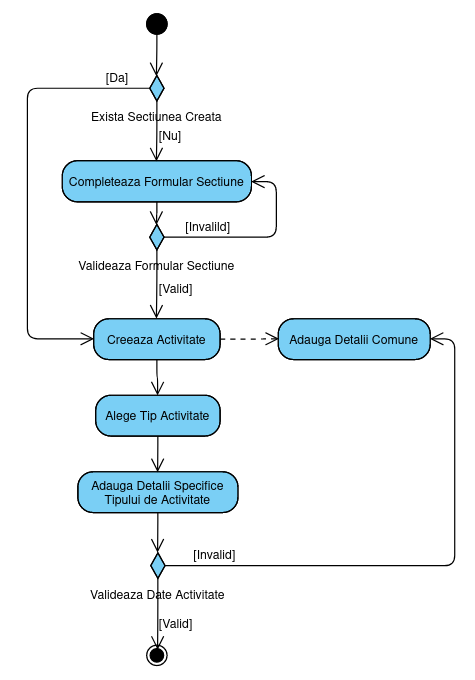 [Da]
Exista Sectiunea Creata
[Nu]
Completeaza Formular Sectiune
[Invalild]
Valideaza Formular Sectiune
[Valid]
Creeaza Activitate
Adauga Detalii Comune
Alege Tip Activitate
Adauga Detalii Specifice
Tipului de Activitate
[Invalid]
Valideaza Date Activitate
[Valid]